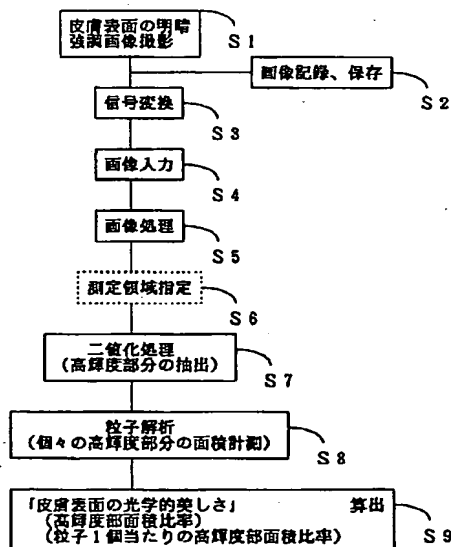 皮膚表面の明暗
強調画像撮影
S1
画像記録、保存
S2
信号変換
S3
画像入力
S4
画像処理
S5
測定領域指定
S6
二値化処理
(高輝度部分の抽出)
S7
粒子解析
(個々の高輝度部分の面積計測)
S8
「皮膚表面の光学的美しさ」 算出
(高輝度部面積比率)
(粒子1個当たりの高輝度部面積比率)
S9